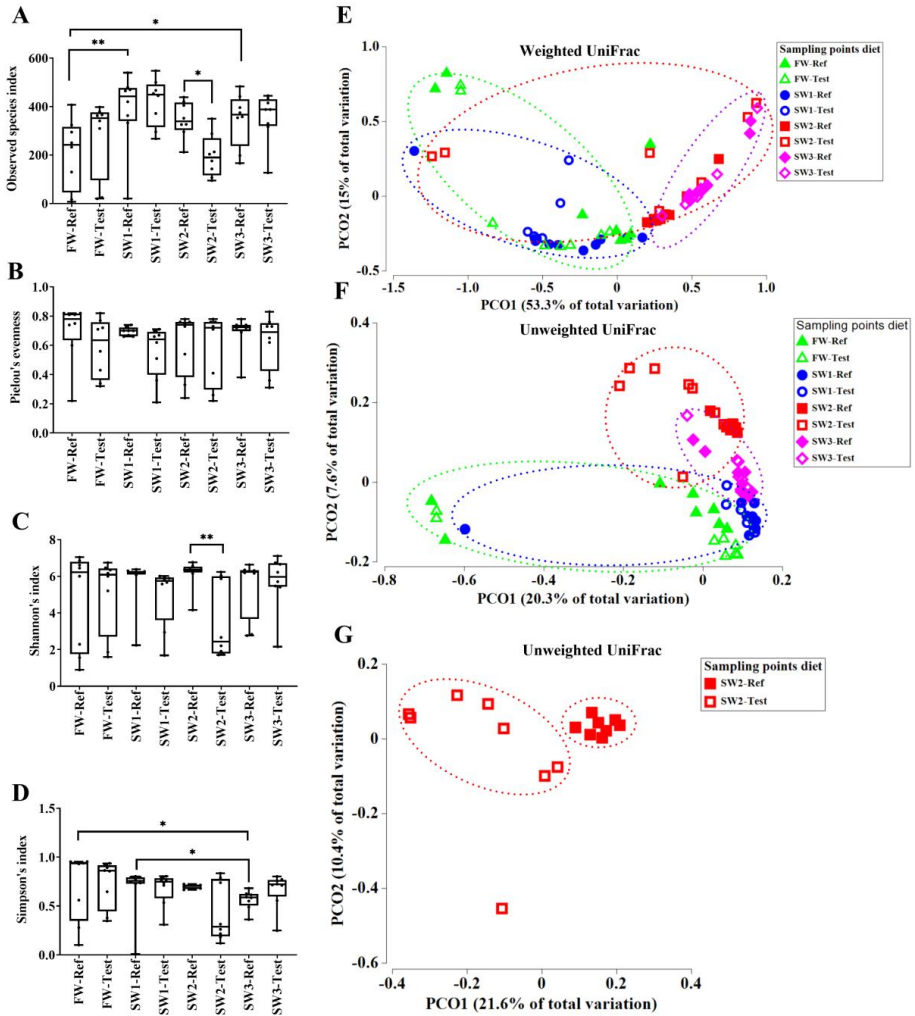 A
Observed species index
600
400
200
0
*
**
*
FW-Ref
FW-Test
SW1-Ref
SW1-Test
SW2-Ref
SW2-Test
SW3-Ref
SW3-Test
B
Pielou's evenness
1.0
0.8
0.6
0.4
0.2
0.0
FW-Ref
FW-Test
SW1-Ref
SW1-Test
SW2-Ref
SW2-Test
SW3-Ref
SW3-Test
C
Shannon's index
8
6
4
2
0
**
FW-Ref
FW-Test
SW1-Ref
SW1-Test
SW2-Ref
SW2-Test
SW3-Ref
SW3-Test
D
Simpson's index
1.5
1.0
0.5
0.0
*
*
FW-Ref
FW-Test
SW1-Ref
SW1-Test
SW2-Ref
SW2-Test
SW3-Ref
SW3-Test
E
Weighted UniFrac
PCO2 (15% of total variation)
1.0
0.5
0
-0.5
-1.5
-1.0
-0.5
0
0.5
1.0
PCO1 (53.3% of total variation)
Sampling points diet
FW-Ref
FW-Test
SW1-Ref
SW1-Test
SW2-Ref
SW2-Test
SW3-Ref
SW3-Test
F
Unweighted UniFrac
PCO2 (7.6% of total variation)
0.4
0.2
0
-0.2
-0.8
-0.6
-0.4
-0.2
0
0.2
PCO1 (20.3% of total variation)
Sampling points diet
FW-Ref
FW-Test
SW1-Ref
SW1-Test
SW2-Ref
SW2-Test
SW3-Ref
SW3-Test
G
Unweighted UniFrac
PCO2 (10.4% of total variation)
0.2
0
-0.2
-0.4
-0.6
-0.4
-0.2
0
0.2
0.4
PCO1 (21.6% of total variation)
Sampling points diet
SW2-Ref
SW2-Test